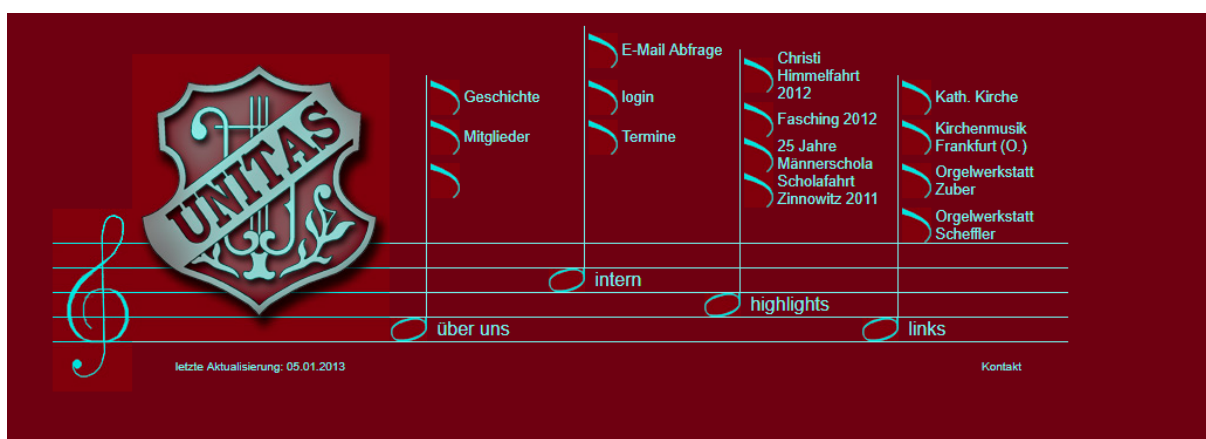 UNITAS
Geschichte
Mitglieder
über uns
E-Mail Abfrage
login
Termine
intern
Christi
Himmelfahrt
2012
Fasching 2012
25 Jahre
Männerschola
Scholafahrt
Zinnowitz 2011
highlights
Kath. Kirche
Kirchenmusik
Frankfurt (O.)
Orgelwerkstatt
Zuber
Orgelwerkstatt
Scheffler
links
letzte Aktualisierung: 05.01.2013
Kontakt